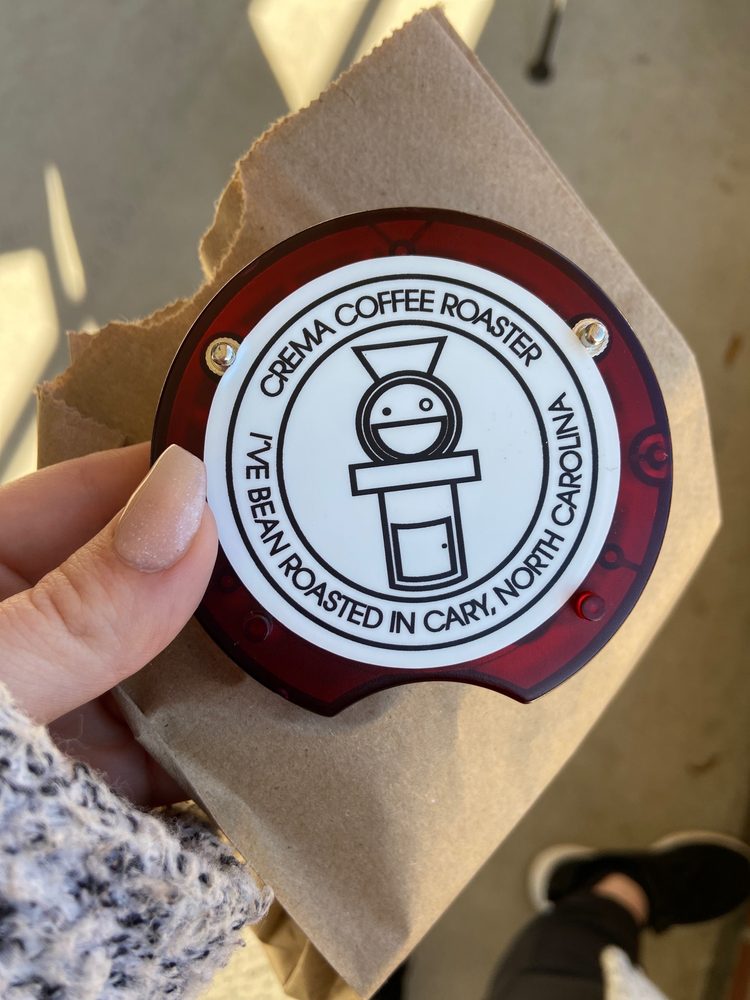 CREMA COFFEE ROASTER
I'VE BEAN ROASTED IN CARY, NORTH CAROLINA